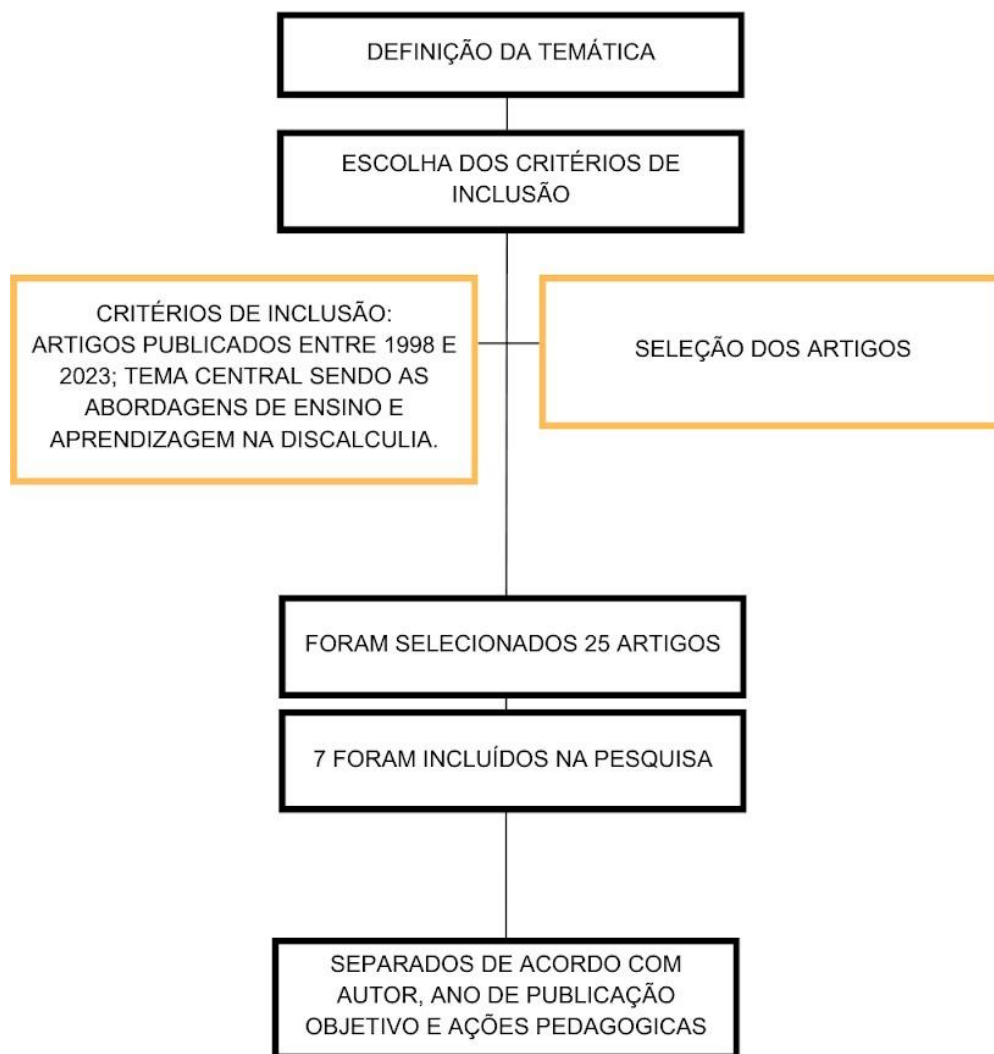 DEFINIÇÃO DA TEMÁTICA
ESCOLHA DOS CRITÉRIOS DE
INCLUSÃO
CRITÉRIOS DE INCLUSÃO:
ARTIGOS PUBLICADOS ENTRE 1998 E
2023; TEMA CENTRAL SENDO AS
ABORDAGENS DE ENSINO E
APRENDIZAGEM NA DISCALCULIA.
SELEÇÃO DOS ARTIGOS
FORAM SELECIONADOS 25 ARTIGOS
7 FORAM INCLUÍDOS NA PESQUISA
SEPARADOS DE ACORDO COM
AUTOR, ANO DE PUBLICAÇÃO
OBJETIVO E AÇÕES PEDAGOGICAS